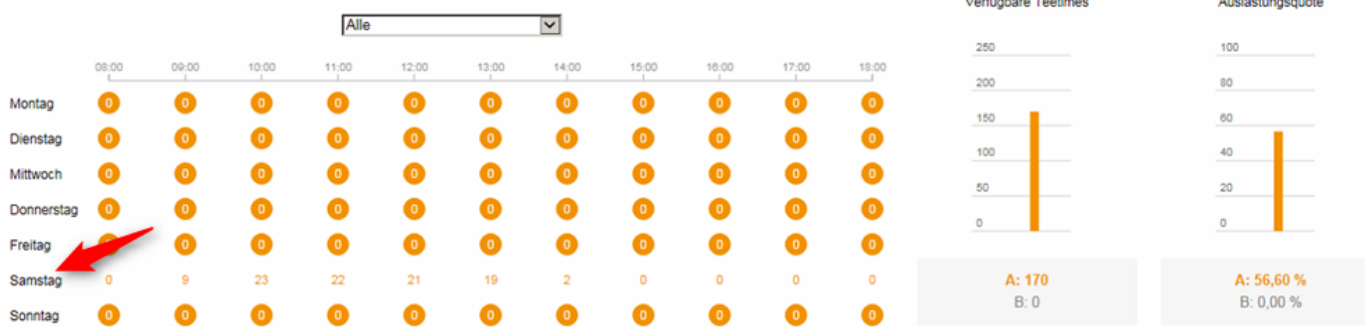 Verfügbare Teetimes
Auslastungsquote
Alle
08:00 09:00 10:00 11:00 12:00 13:00 14:00 15:00 16:00 17:00 18:00
Montag 0 0 0 0 0 0 0 0 0 0 0
Dienstag 0 0 0 0 0 0 0 0 0 0 0
Mittwoch 0 0 0 0 0 0 0 0 0 0 0
Donnerstag 0 0 0 0 0 0 0 0 0 0 0
Freitag 0 0 0 0 0 0 0 0 0 0
Samstag 0 9 23 22 21 19 2 0 0 0 0
Sonntag 0 0 0 0 0 0 0 0 0 0 0
250
200
150
100
50
0
A: 170
B: 0
100
80
60
40
20
0
A: 56,60 %
B: 0,00 %